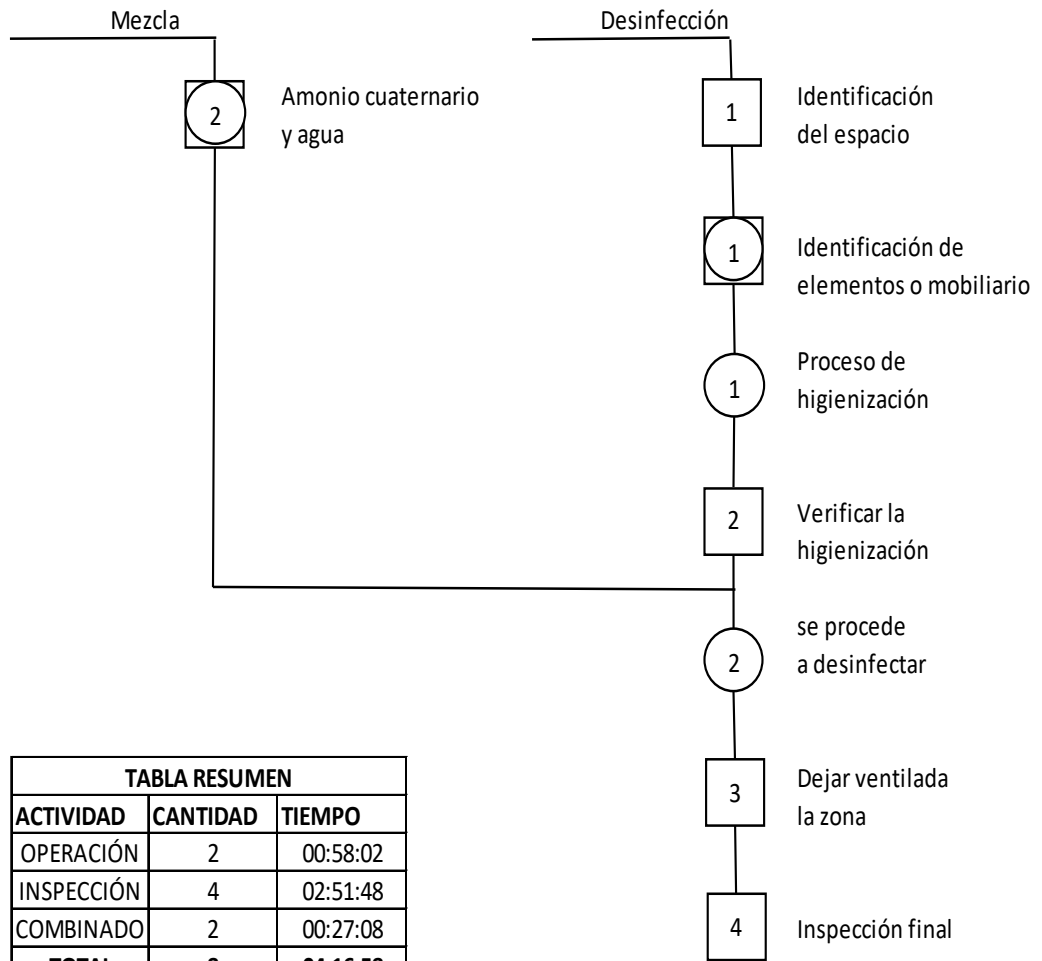 Mezcla
Desinfección
2
Amonio cuaternario
y agua
1
Identificación
del espacio
1
Identificación de
elementos o mobiliario
1
Proceso de
higienización
2
Verificar la
higienización
2
se procede
a desinfectar
3
Dejar ventilada
la zona
4
Inspección final
TABLA RESUMEN
ACTIVIDAD CANTIDAD TIEMPO
OPERACIÓN 2 00:58:02
INSPECCIÓN 4 02:51:48
COMBINADO 2 00:27:08